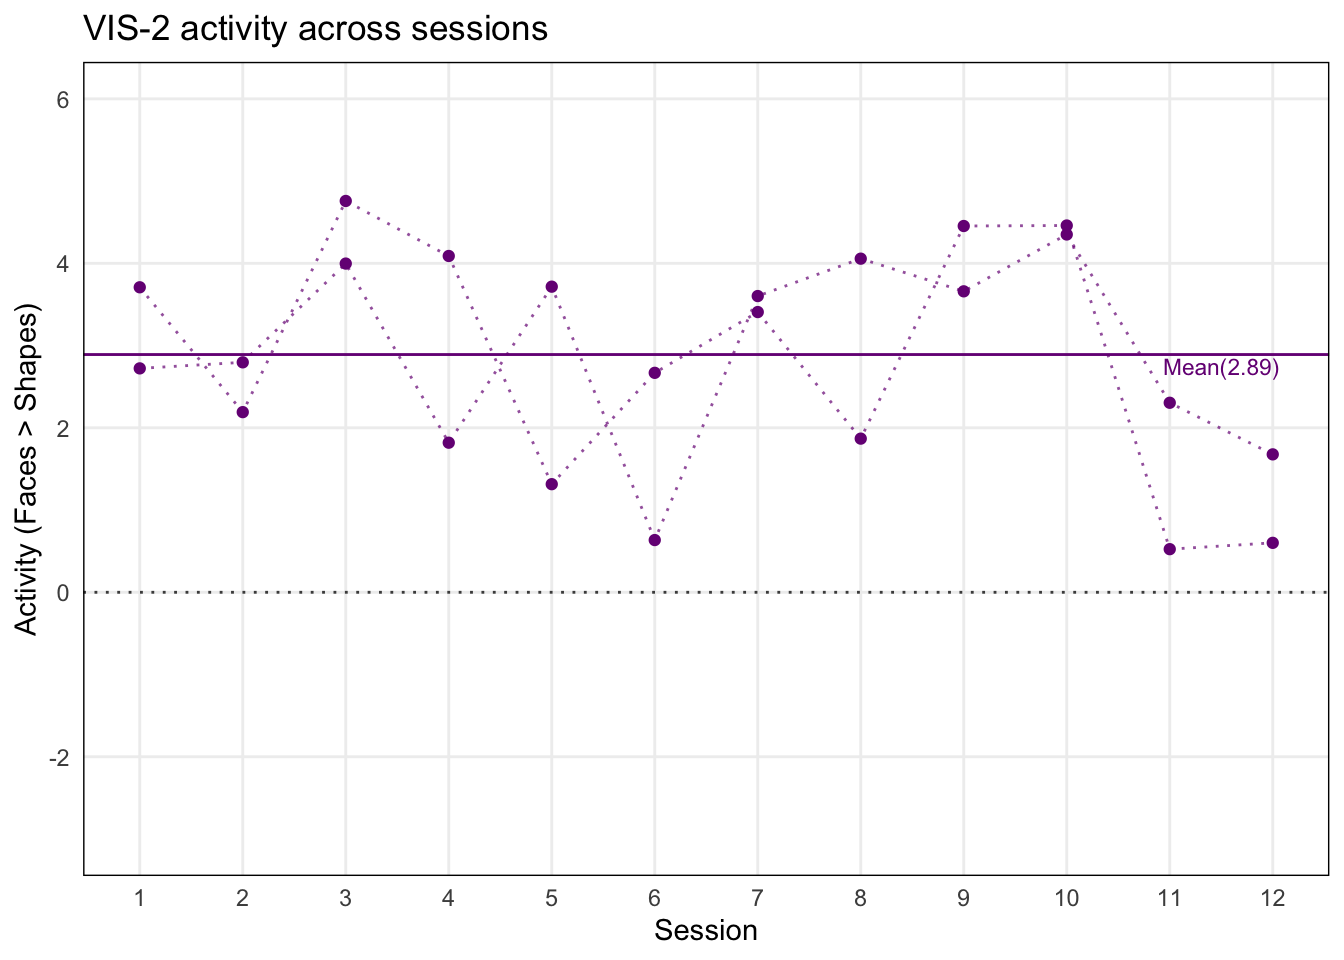 VIS-2 activity across sessions
6
4
2
0
-2
Activity (Faces > Shapes)
Mean(2.89)
1 2 3 4 5 6 7 8 9 10 11 12
Session